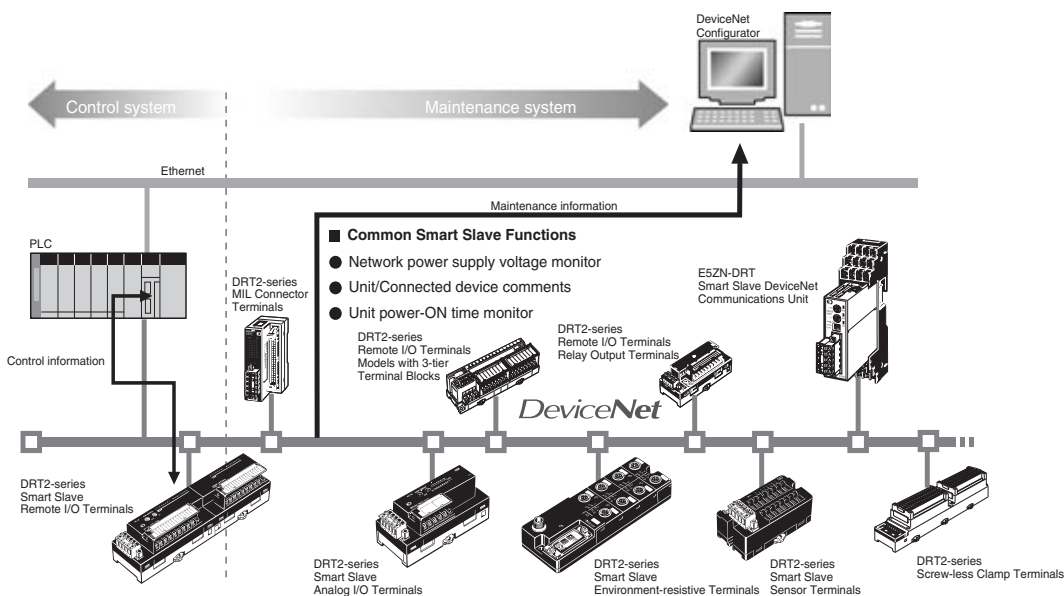 DeviceNet
Configurator
Control system
Maintenance system
Ethernet
Maintenance information
PLC
■ Common Smart Slave Functions
● Network power supply voltage monitor
● Unit/Connected device comments
● Unit power-ON time monitor
DRT2-series
MIL Connector
Terminals
E5ZN-DRT
Smart Slave DeviceNet
Communications Unit
DRT2-series
Remote I/O Terminals
Models with 3-tier
Terminal Blocks
DRT2-series
Remote I/O Terminals
Relay Output Terminals
Control information
DeviceNet
DRT2-series
Smart Slave
Remote I/O Terminals
DRT2-series
Smart Slave
Analog I/O Terminals
DRT2-series
Smart Slave
Environment-resistive Terminals
DRT2-series
Smart Slave
Sensor Terminals
DRT2-series
Screw-less Clamp Terminals